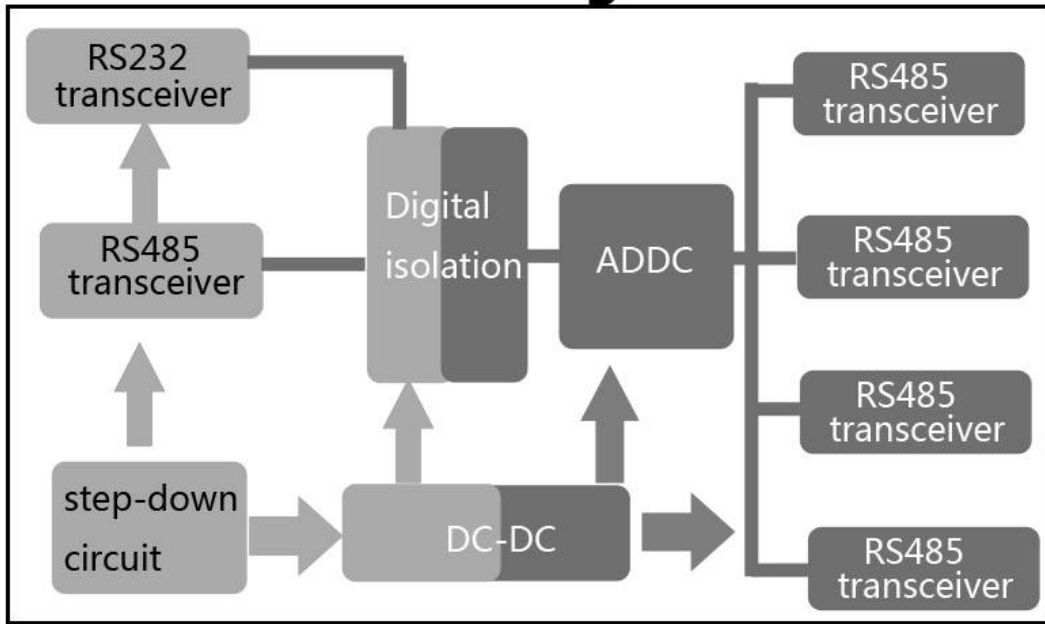 RS232
transceiver
RS485
transceiver
step-down
circuit
Digital
isolation
DC-DC
ADDC
RS485
transceiver
RS485
transceiver
RS485
transceiver
RS485
transceiver